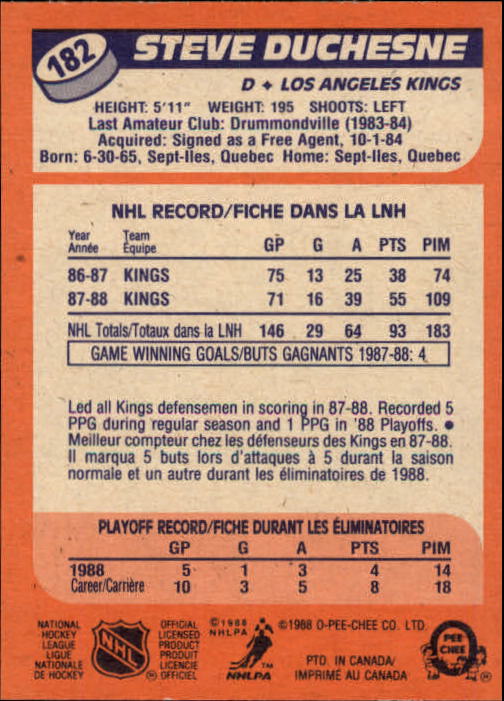 182
STEVE DUCHESNE
D ✦ LOS ANGELES KINGS
HEIGHT: 5'11" WEIGHT: 195 SHOOTS: LEFT
Last Amateur Club: Drummondville (1983-84)
Acquired: Signed as a Free Agent, 10-1-84
Born: 6-30-65, Sept-Iles, Quebec Home: Sept-Iles, Quebec
NHL RECORD/FICHE DANS LA LNH
Year Team
Année Équipe GP G A PTS PIM
86-87 KINGS 75 13 25 38 74
87-88 KINGS 71 16 39 55 109
NHL Totals/Totaux dans la LNH 146 29 64 93 183
GAME WINNING GOALS/BUTS GAGNANTS 1987-88: 4
Led all Kings defensemen in scoring in 87-88. Recorded 5
PPG during regular season and 1 PPG in '88 Playoffs. ●
Meilleur compteur chez les défenseurs des Kings en 87-88.
Il marqua 5 buts lors d'attaques à 5 durant la saison
normale et un autre durant les éliminatoires de 1988.
PLAYOFF RECORD/FICHE DURANT LES ÉLIMINATOIRES
GP G A PTS PIM
1988 5 1 3 4 14
Career/Carrière 10 3 5 8 18
NATIONAL
HOCKEY
LEAGUE
LIGUE
NATIONALE
DE HOCKEY
NHL
OFFICIAL
LICENSED
PRODUCT
PRODUIT
LICENCIÉ
OFFICIEL
©1988
NHLPA
NHLPA
™
©1988 O-PEE-CHEE CO. LTD.
PTD. IN CANADA/
IMPRIMÉ AU CANADA
PEE
CHEE